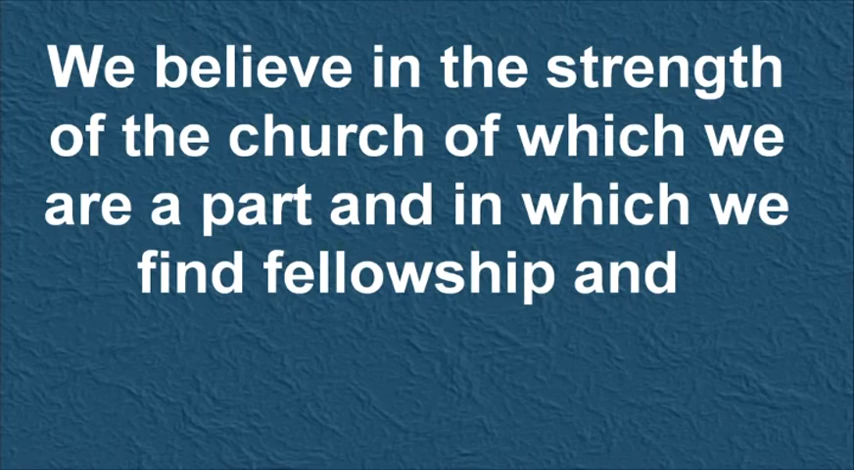 We believe in the strength
of the church of which we
are a part and in which we
find fellowship and